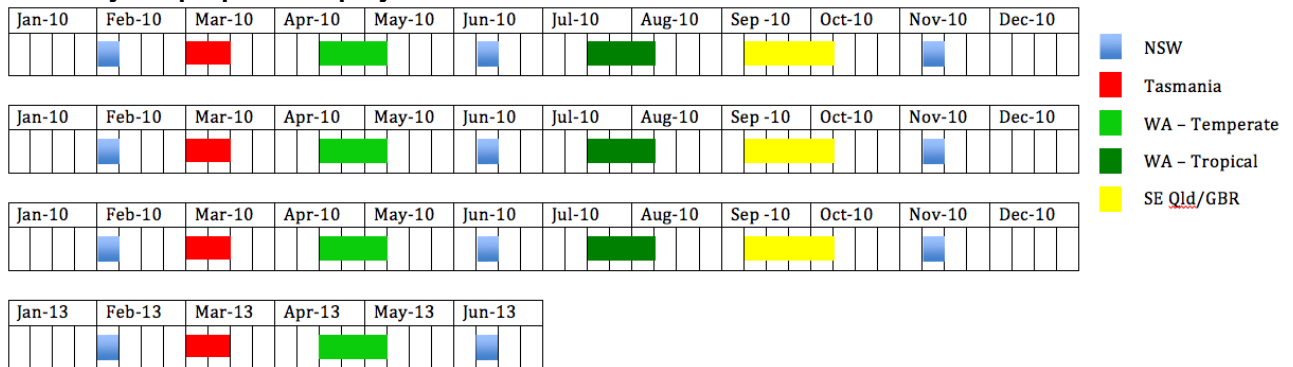 Jan-10 Feb-10 Mar-10 Apr-10 May-10 Jun-10 Jul-10 Aug-10 Sep -10 Oct-10 Nov-10 Dec-10
NSW
Tasmania
Jan-10 Feb-10 Mar-10 Apr-10 May-10 Jun-10 Jul-10 Aug-10 Sep -10 Oct-10 Nov-10 Dec-10
WA – Temperate
WA – Tropical
SE Qld/GBR
Jan-10 Feb-10 Mar-10 Apr-10 May-10 Jun-10 Jul-10 Aug-10 Sep -10 Oct-10 Nov-10 Dec-10
Jan-13 Feb-13 Mar-13 Apr-13 May-13 Jun-13